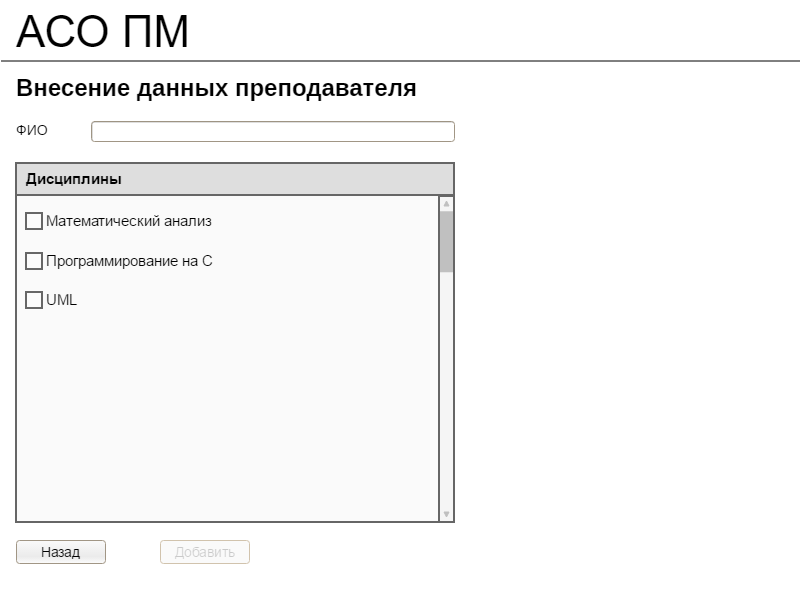 АСО ПМ
Внесение данных преподавателя
ФИО
Дисциплины
Математический анализ
Программирование на С
UML
Назад
Добавить